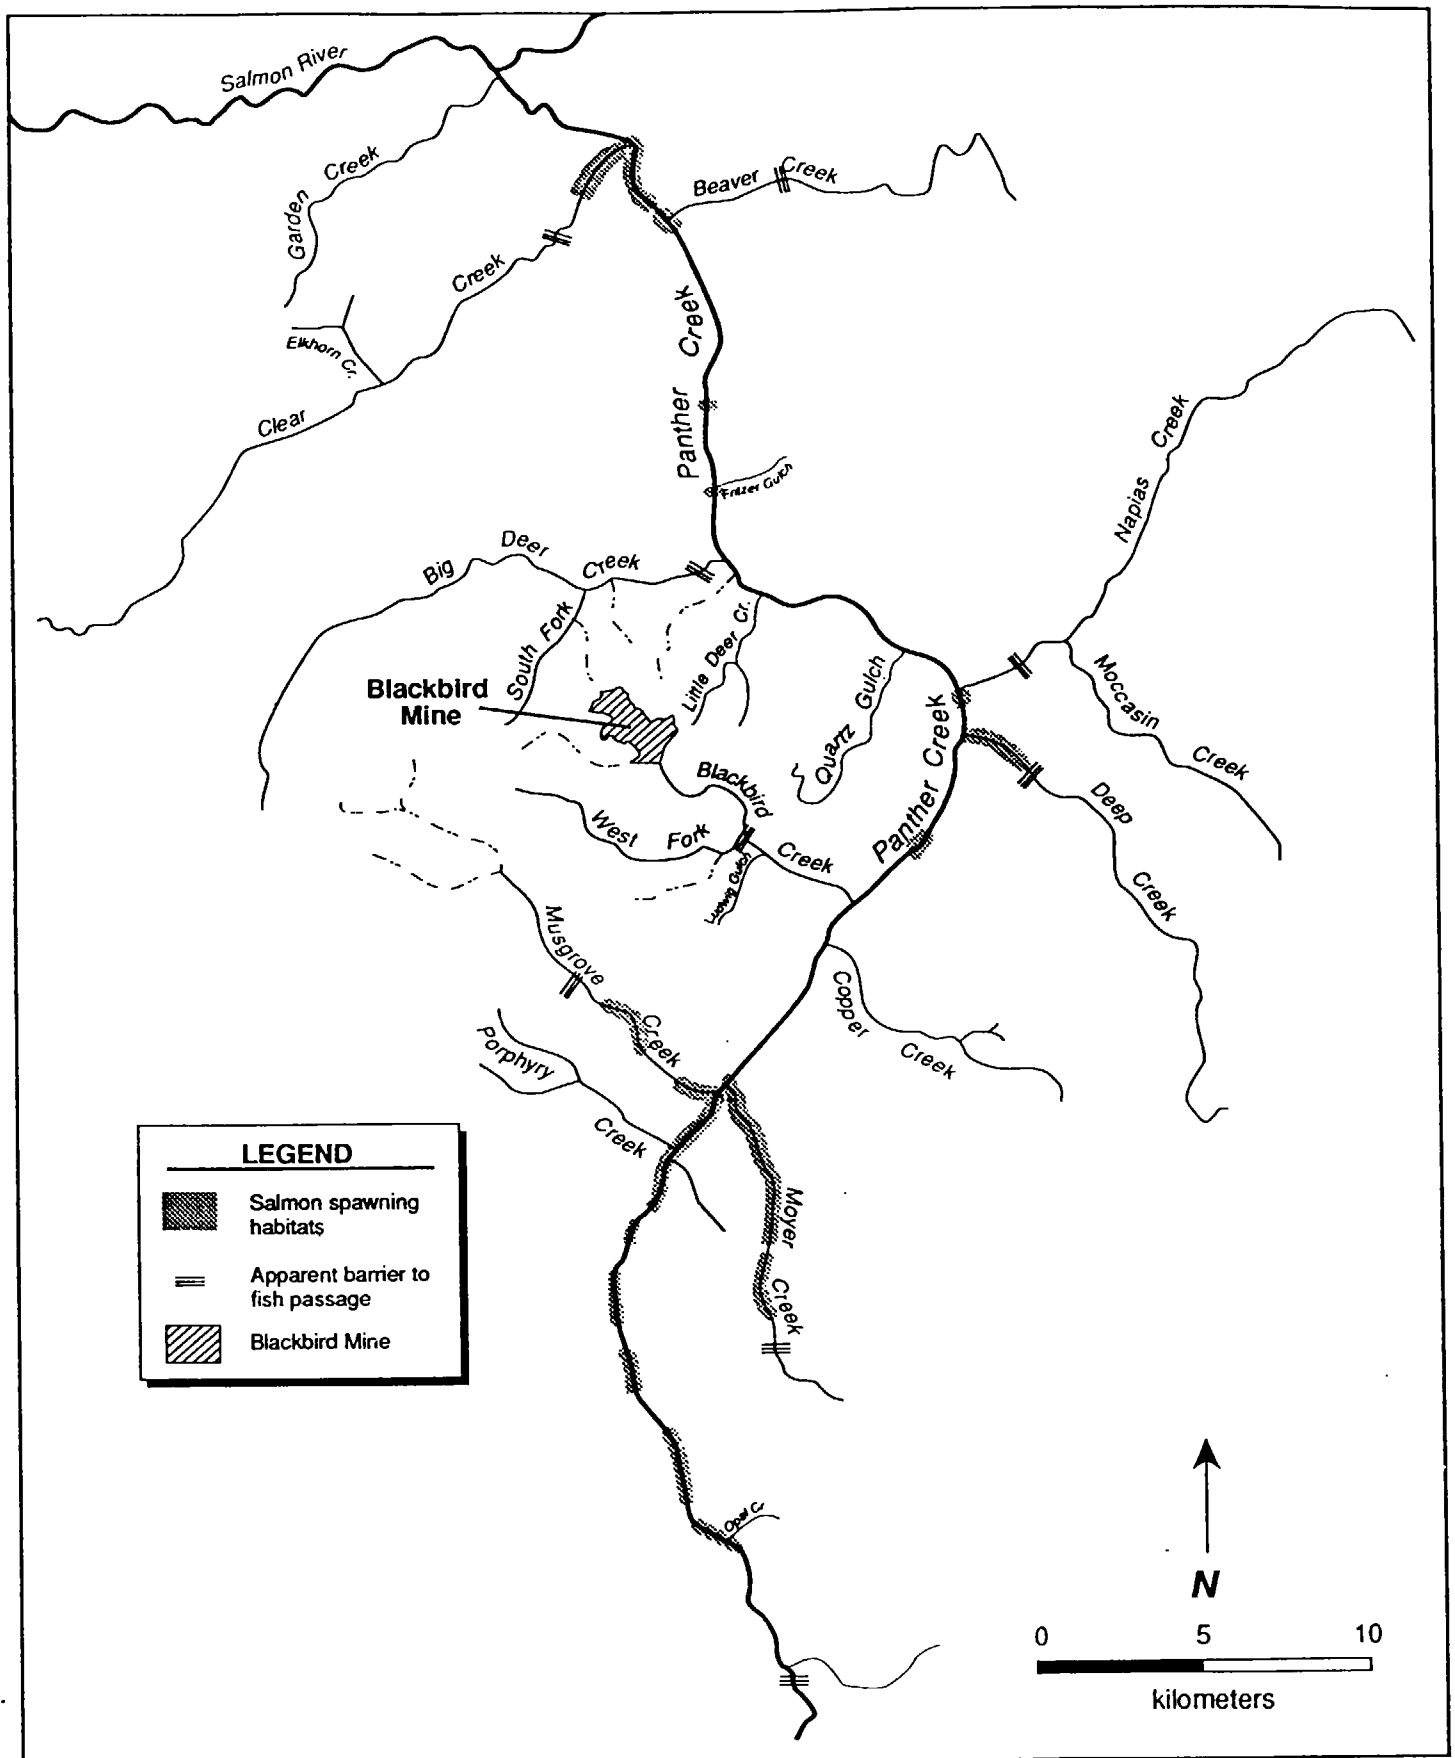 Salmon River
Garden Creek
Beaver Creek
Clear Creek
Elkhorn Cr.
Panther Creek
Napias Creek
Big Deer Creek
South Fork
Little Deer Cr.
Quartz Gulch
Moccasin Creek
Blackbird
Mine
Panther Creek
Blackbird Creek
West Fork
Ludwig Gulch
Deep Creek
Musgrove Creek
Copper Creek
Porphyry Creek
Moyer Creek
Opal Cr
LEGEND
Salmon spawning
habitats
Apparent barrier to
fish passage
Blackbird Mine
N
0 5 10
kilometers
Gulch